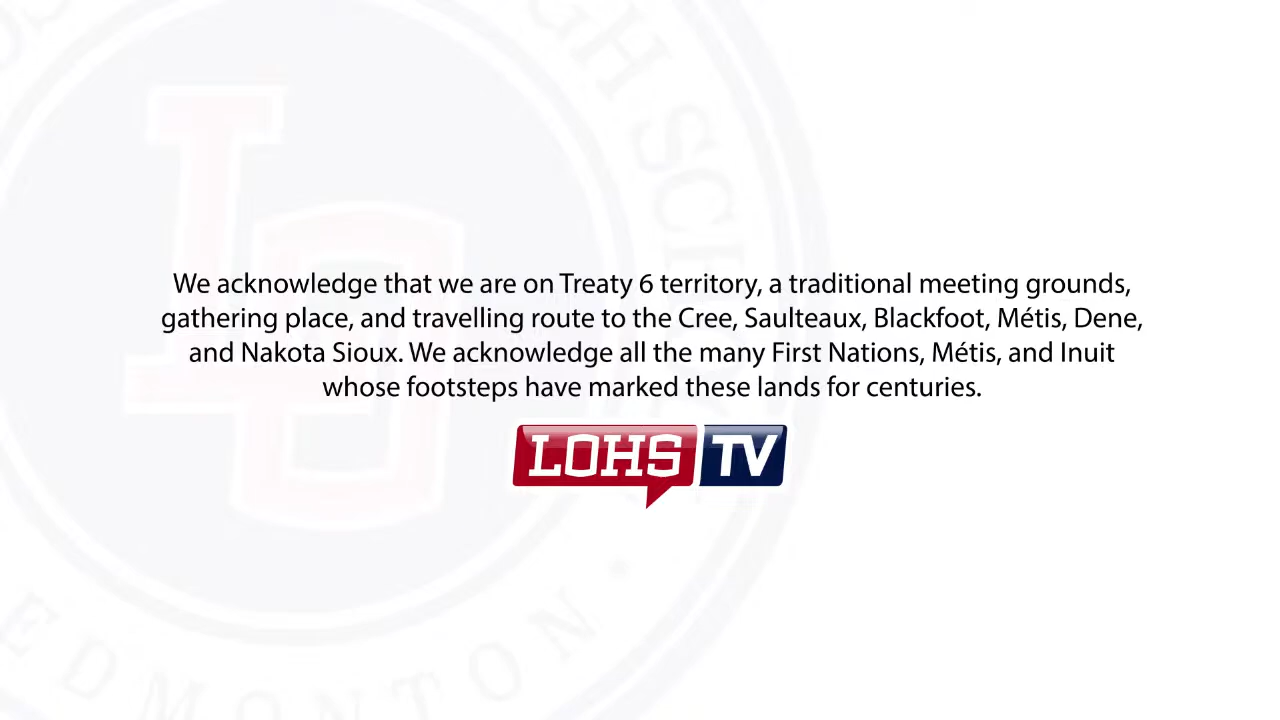 We acknowledge that we are on Treaty 6 territory, a traditional meeting grounds,
gathering place, and travelling route to the Cree, Saulteaux, Blackfoot, Métis, Dene,
and Nakota Sioux. We acknowledge all the many First Nations, Métis, and Inuit
whose footsteps have marked these lands for centuries.
LOHS TV
LO
EDMONTON